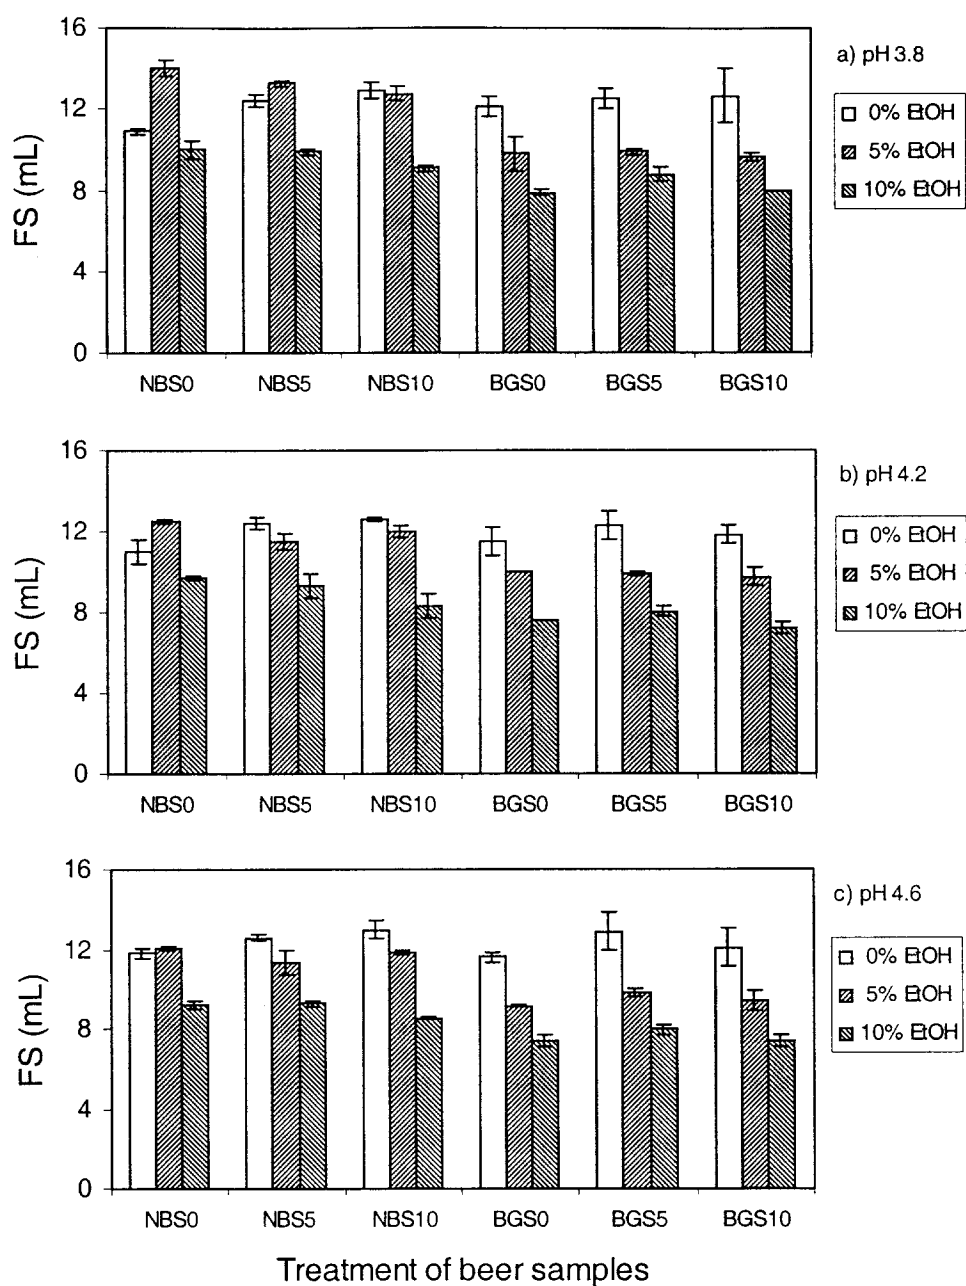 16
12
8
4
0
FS (mL)
NBS0 NBS5 NBS10 BGS0 BGS5 BGS10
a) pH 3.8
0% EtOH
5% EtOH
10% EtOH
16
12
8
4
0
FS (mL)
NBS0 NBS5 NBS10 BGS0 BGS5 BGS10
b) pH 4.2
0% EtOH
5% EtOH
10% EtOH
16
12
8
4
0
FS (mL)
NBS0 NBS5 NBS10 BGS0 BGS5 BGS10
c) pH 4.6
0% EtOH
5% EtOH
10% EtOH
Treatment of beer samples